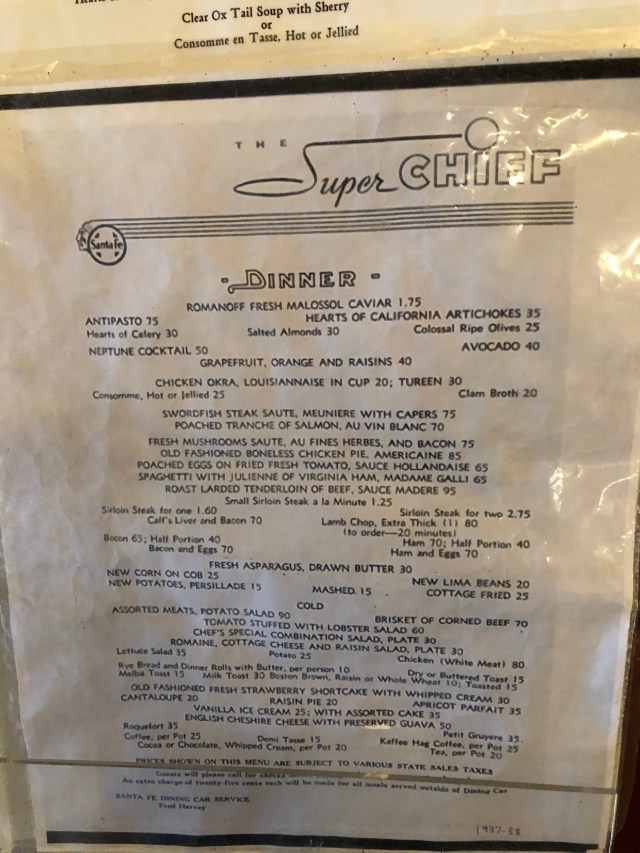 Clear Ox Tail Soup with Sherry
or
Consomme en Tasse, Hot or Jellied
THE
Super CHIEF
Santa Fe
- DINNER -
ROMANOFF FRESH MALOSSOL CAVIAR 1.75
ANTIPASTO 75 HEARTS OF CALIFORNIA ARTICHOKES 35
Hearts of Celery 30 Salted Almonds 30 Colossal Ripe Olives 25
NEPTUNE COCKTAIL 50 AVOCADO 40
GRAPEFRUIT, ORANGE AND RAISINS 40
CHICKEN OKRA, LOUISIANNAISE IN CUP 20; TUREEN 30
Consomme, Hot or Jellied 25 Clam Broth 20
SWORDFISH STEAK SAUTE, MEUNIERE WITH CAPERS 75
POACHED TRANCHE OF SALMON, AU VIN BLANC 70
FRESH MUSHROOMS SAUTE, AU FINES HERBES, AND BACON 75
OLD FASHIONED BONELESS CHICKEN PIE, AMERICAINE 85
POACHED EGGS ON FRIED FRESH TOMATO, SAUCE HOLLANDAISE 65
SPAGHETTI WITH JULIENNE OF VIRGINIA HAM, MADAME GALLI 65
ROAST LARDED TENDERLOIN OF BEEF, SAUCE MADERE 95
Small Sirloin Steak a la Minute 1.25
Sirloin Steak for one 1.60 Sirloin Steak for two 2.75
Calf's Liver and Bacon 70 Lamb Chop, Extra Thick (1) 80
(to order—20 minutes)
Bacon 65; Half Portion 40 Ham 70; Half Portion 40
Bacon and Eggs 70 Ham and Eggs 70
FRESH ASPARAGUS, DRAWN BUTTER 30
NEW CORN ON COB 25 NEW LIMA BEANS 20
NEW POTATOES, PERSILLADE 15 MASHED, 15 COTTAGE FRIED 25
COLD
ASSORTED MEATS, POTATO SALAD 90 BRISKET OF CORNED BEEF 70
TOMATO STUFFED WITH LOBSTER SALAD 60
CHEF'S SPECIAL COMBINATION SALAD, PLATE 30
ROMAINE, COTTAGE CHEESE AND RAISIN SALAD, PLATE 30
Lettuce Salad 35 Potato 25 Chicken (White Meat) 80
Rye Bread and Dinner Rolls with Butter, per person 10 Dry or Buttered Toast 15
Melba Toast 15 Milk Toast 30 Boston Brown, Raisin or Whole Wheat 10; Toasted 15
OLD FASHIONED FRESH STRAWBERRY SHORTCAKE WITH WHIPPED CREAM 30
CANTALOUPE 20 RAISIN PIE 20 APRICOT PARFAIT 35
VANILLA ICE CREAM 25; WITH ASSORTED CAKE 35
ENGLISH CHESHIRE CHEESE WITH PRESERVED GUAVA 50
Roquefort 35 Petit Gruyere 35
Coffee, per Pot 25 Demi Tasse 15 Kaffee Hag Coffee, per Pot 25
Cocoa or Chocolate, Whipped Cream, per Pot 20 Tea, per Pot 20
PRICES SHOWN ON THIS MENU ARE SUBJECT TO VARIOUS STATE SALES TAXES
Guests will please call for checks
An extra charge of twenty five cents each will be made for all meals served outside of Dining Car
SANTA FE DINING CAR SERVICE
Fred Harvey
1937-38